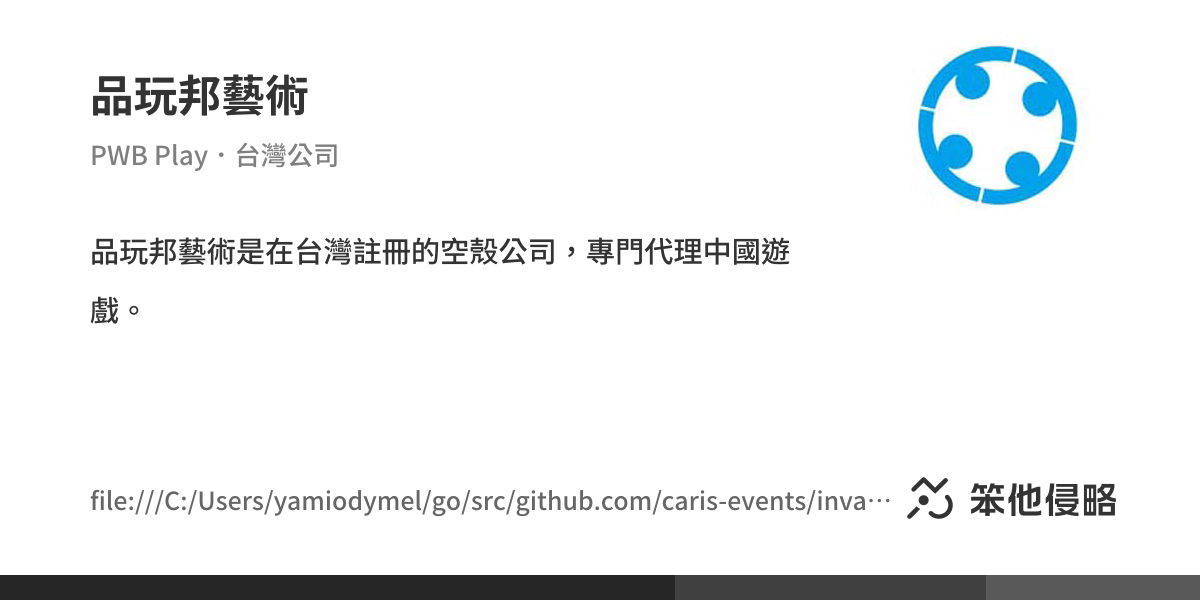 品玩邦藝術
PWB Play・台灣公司
品玩邦藝術是在台灣註冊的空殼公司，專門代理中國遊
戲。
file:///C:/Users/yamiodymel/go/src/github.com/caris-events/inva…
笨他侵略